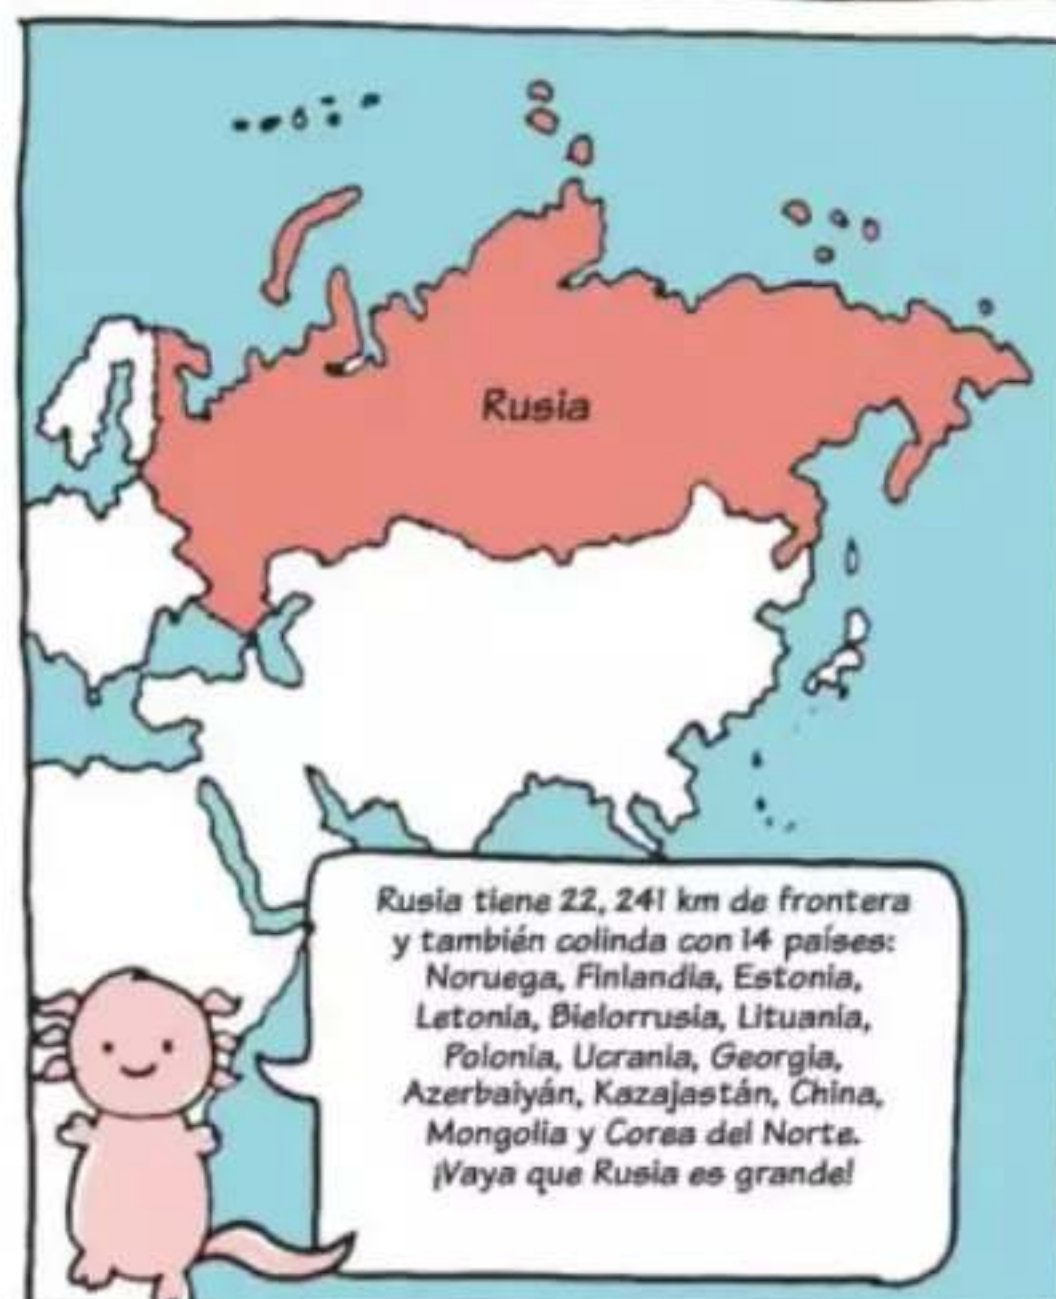 Rusia
Rusia tiene 22, 241 km de frontera
y también colinda con 14 países:
Noruega, Finlandia, Estonia,
Letonia, Bielorrusia, Lituania,
Polonia, Ucrania, Georgia,
Azerbaiyán, Kazajastán, China,
Mongolia y Corea del Norte.
¡Vaya que Rusia es grande!